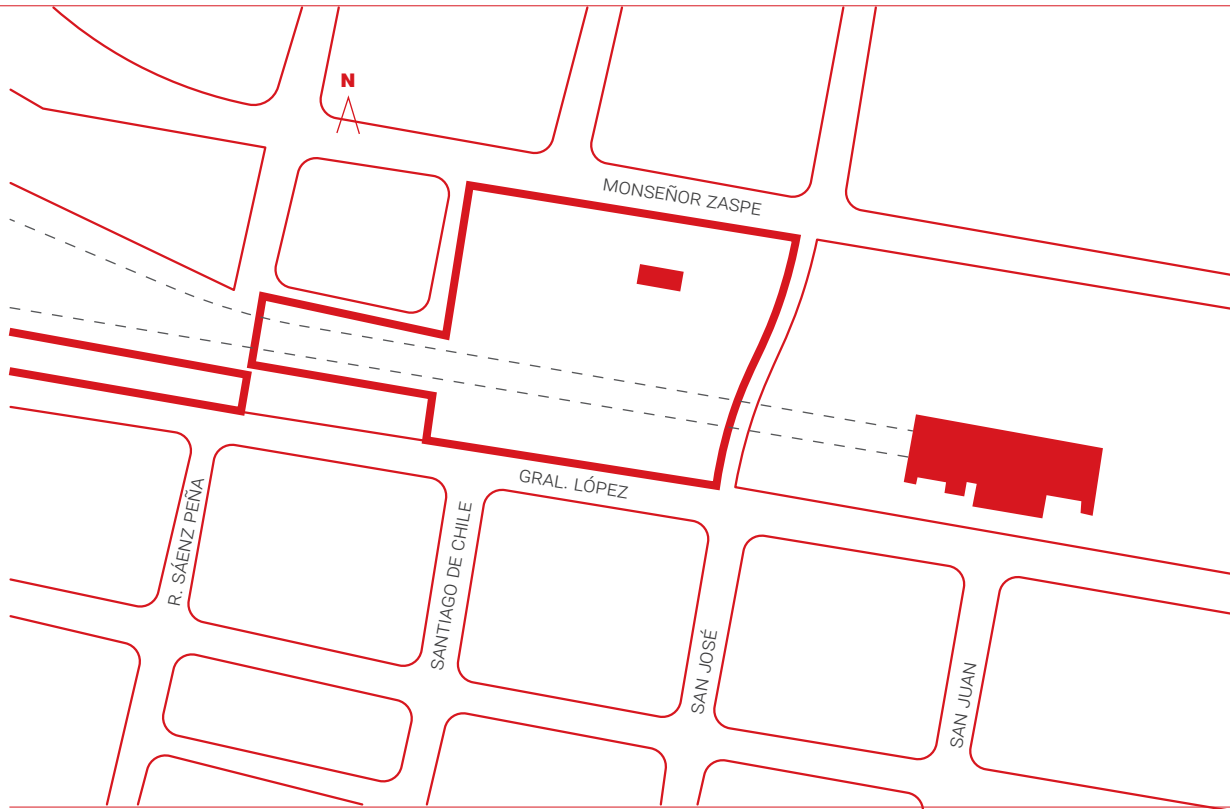 N
MONSEÑOR ZASPE
GRAL. LÓPEZ
R. SÁENZ PEÑA
SANTIAGO DE CHILE
SAN JOSÉ
SAN JUAN